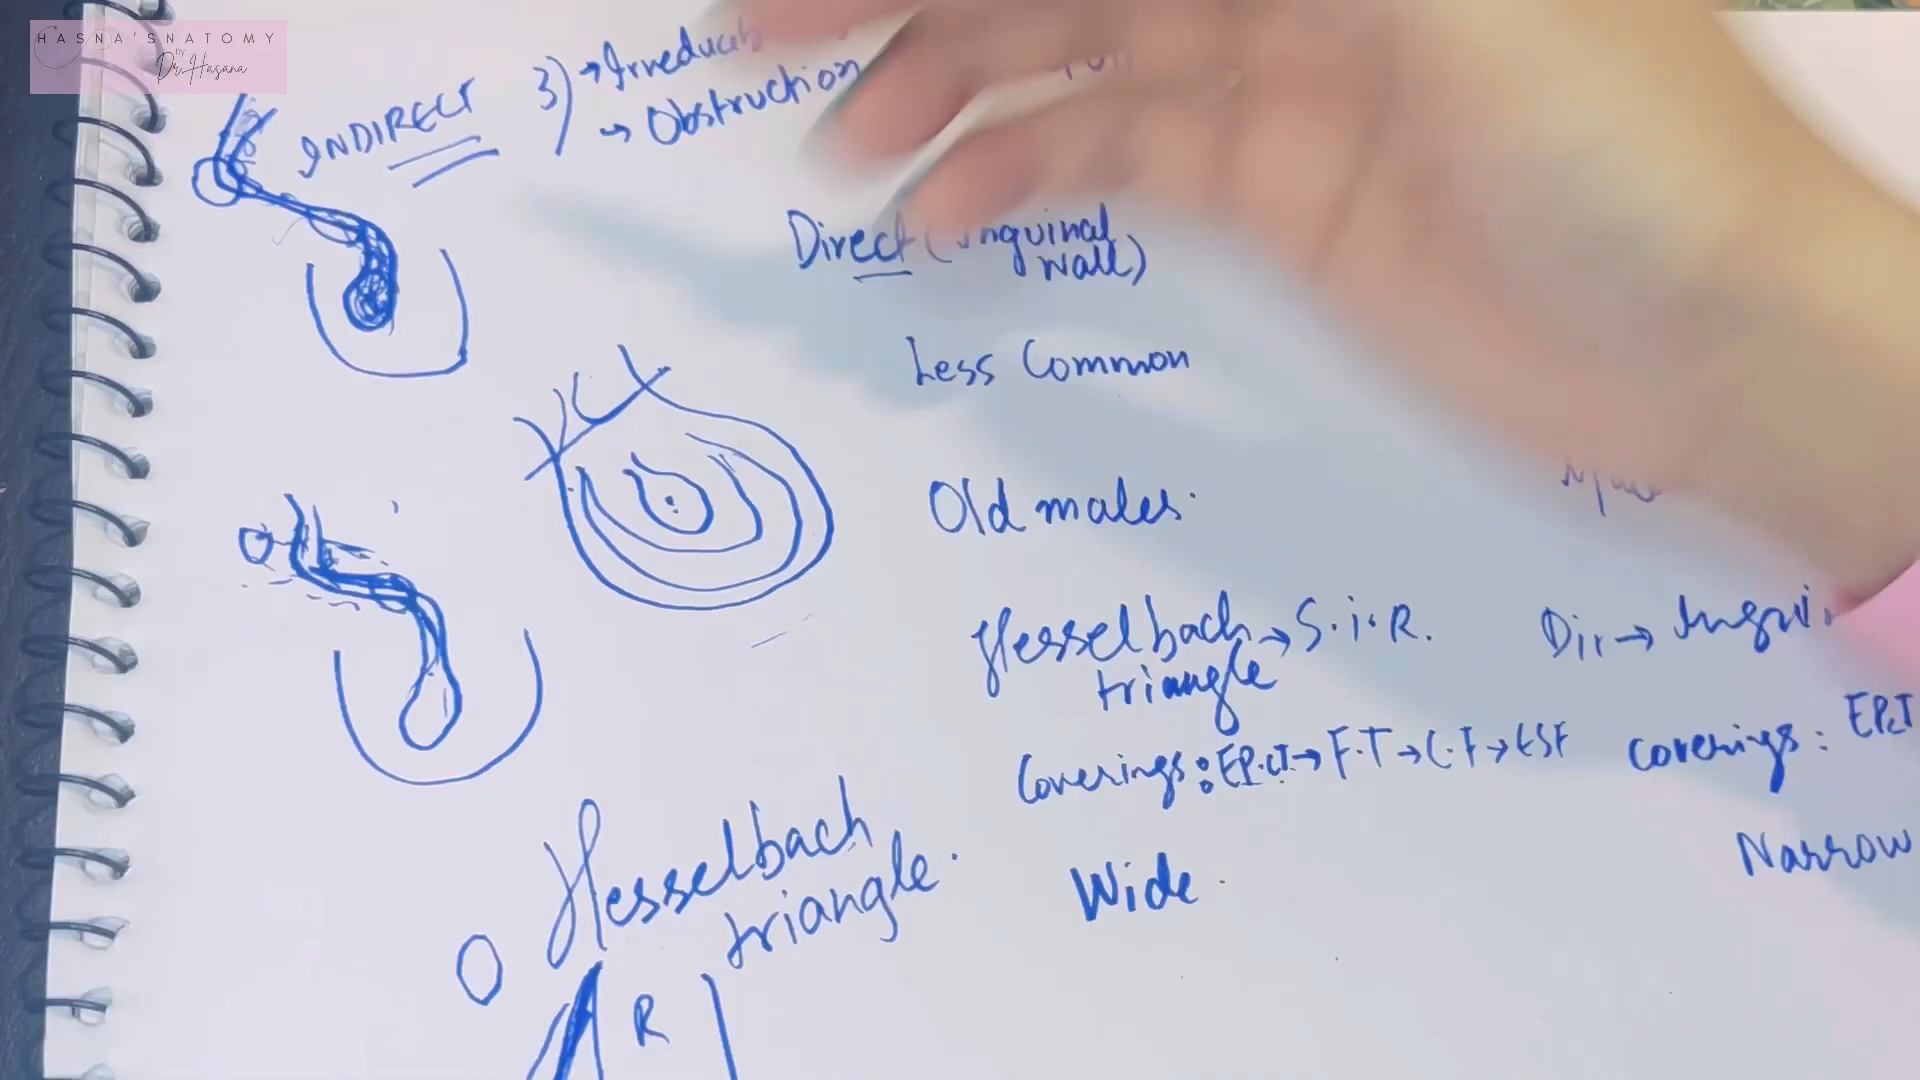 HASNA'SNATOMY
BY
Dr.Hasana
INDIRECT 3) →
→ Obstruction
Direct (inguinal
wall)
Less Common
Old males.
Hesselbach → S.i.R.
triangle
Dir →
Coverings: EP.CT → F.T → C.F → ESF
coverings:
Wide.
Narrow
Hesselbach
triangle.
R